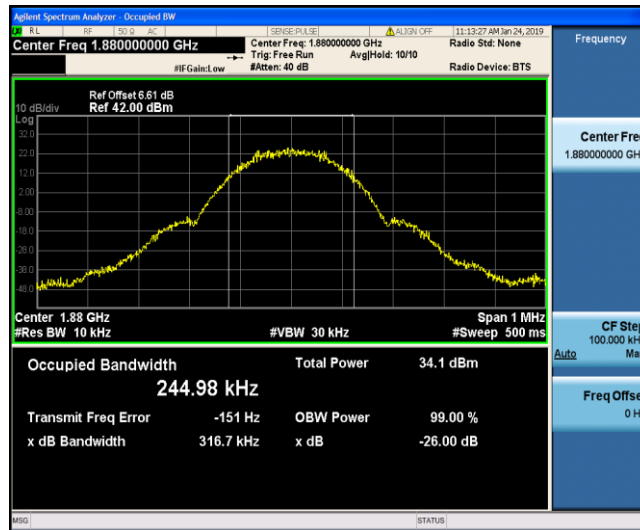 Agilent Spectrum Analyzer - Occupied BW
RL RF 50 Ω AC SENSE:PULSE ALIGN OFF 11:13:27 AM Jan 24, 2019
Center Freq 1.880000000 GHz Center Freq: 1.880000000 GHz Radio Std: None
Trig: Free Run Avg|Hold: 10/10
#IFGain:Low #Atten: 40 dB Radio Device: BTS
Ref Offset 6.61 dB
10 dB/div Ref 42.00 dBm
Log
32.0
22.0
12.0
2.00
-8.00
-18.0
-28.0
-38.0
-48.0
Center 1.88 GHz Span 1 MHz
#Res BW 10 kHz #VBW 30 kHz #Sweep 500 ms
Occupied Bandwidth Total Power 34.1 dBm
244.98 kHz
Transmit Freq Error -151 Hz OBW Power 99.00 %
x dB Bandwidth 316.7 kHz x dB -26.00 dB
MSG STATUS
Frequency
Center Fre
1.880000000 GH
CF Ste
100.000 kH
Auto Ma
Freq Offse
0 H